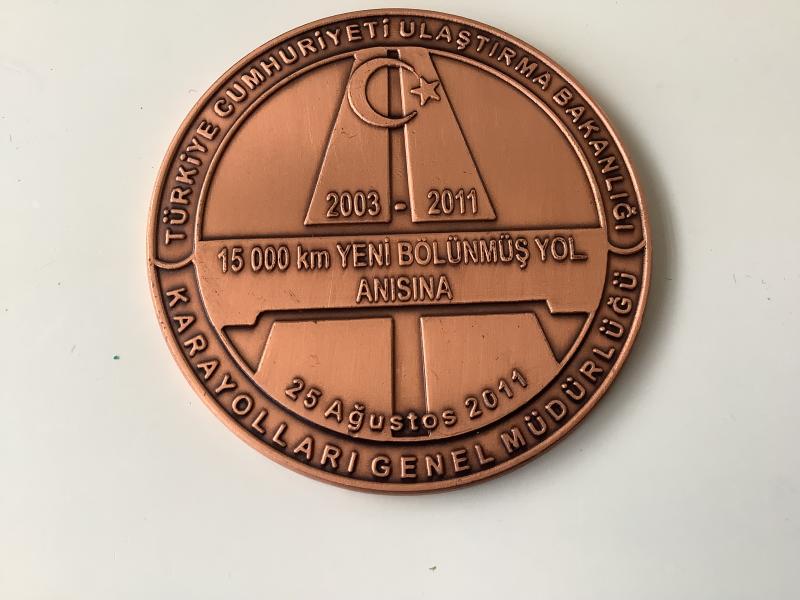 TÜRKİYE CUMHURİYETİ ULAŞTIRMA BAKANLIĞI
2003 - 2011
15 000 km YENİ BÖLÜNMÜŞ YOL
ANISINA
25 Ağustos 2011
KARAYOLLARI GENEL MÜDÜRLÜĞÜ